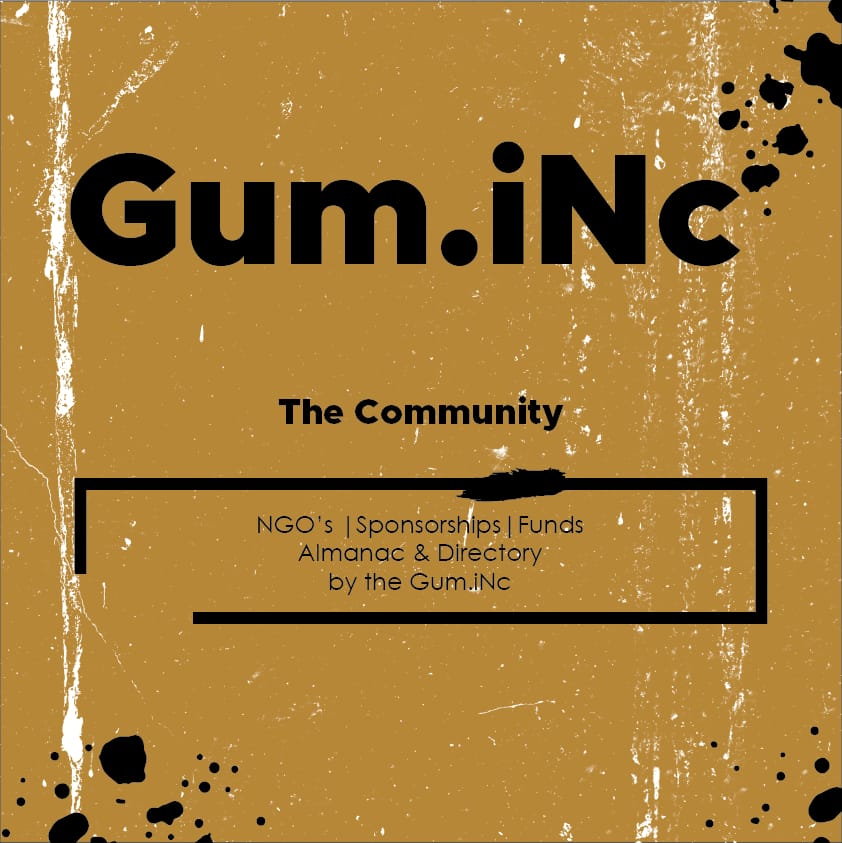 Gum.iNc
The Community
NGO's |Sponsorships|Funds
Almanac & Directory
by the Gum.iNc